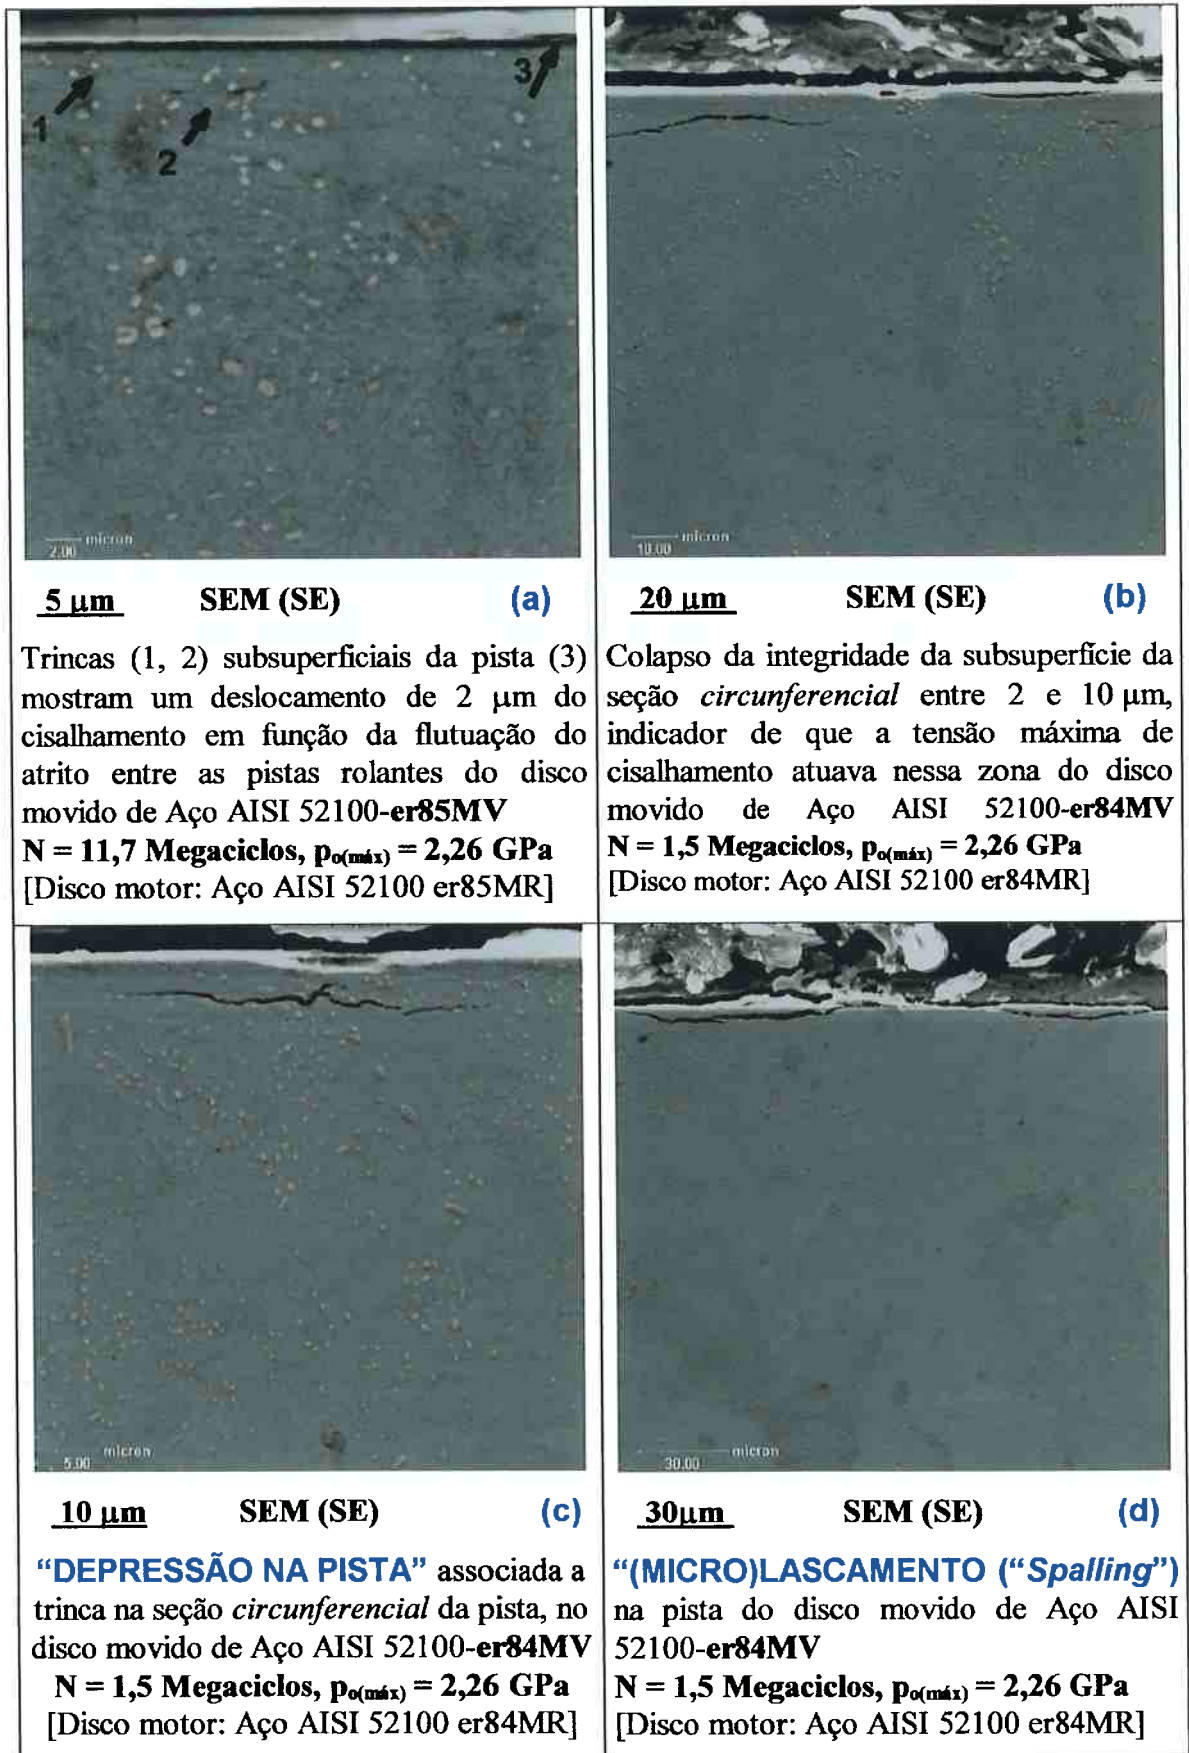 1
2
3
micron
2.00
micron
10.00
5 µm SEM (SE) (a)
20 µm SEM (SE) (b)
Trincas (1, 2) subsuperficiais da pista (3)
mostram um deslocamento de 2 µm do
cisalhamento em função da flutuação do
atrito entre as pistas rolantes do disco
movido de Aço AISI 52100-er85MV
N = 11,7 Megaciclos, po(máx) = 2,26 GPa
[Disco motor: Aço AISI 52100 er85MR]
Colapso da integridade da subsuperfície da
seção circunferencial entre 2 e 10 µm,
indicador de que a tensão máxima de
cisalhamento atuava nessa zona do disco
movido de Aço AISI 52100-er84MV
N = 1,5 Megaciclos, po(máx) = 2,26 GPa
[Disco motor: Aço AISI 52100 er84MR]
micron
5.00
micron
30.00
10 µm SEM (SE) (c)
30µm SEM (SE) (d)
“DEPRESSÃO NA PISTA” associada a
trinca na seção circunferencial da pista, no
disco movido de Aço AISI 52100-er84MV
N = 1,5 Megaciclos, po(máx) = 2,26 GPa
[Disco motor: Aço AISI 52100 er84MR]
“(MICRO)LASCAMENTO (“Spalling”)
na pista do disco movido de Aço AISI
52100-er84MV
N = 1,5 Megaciclos, po(máx) = 2,26 GPa
[Disco motor: Aço AISI 52100 er84MR]